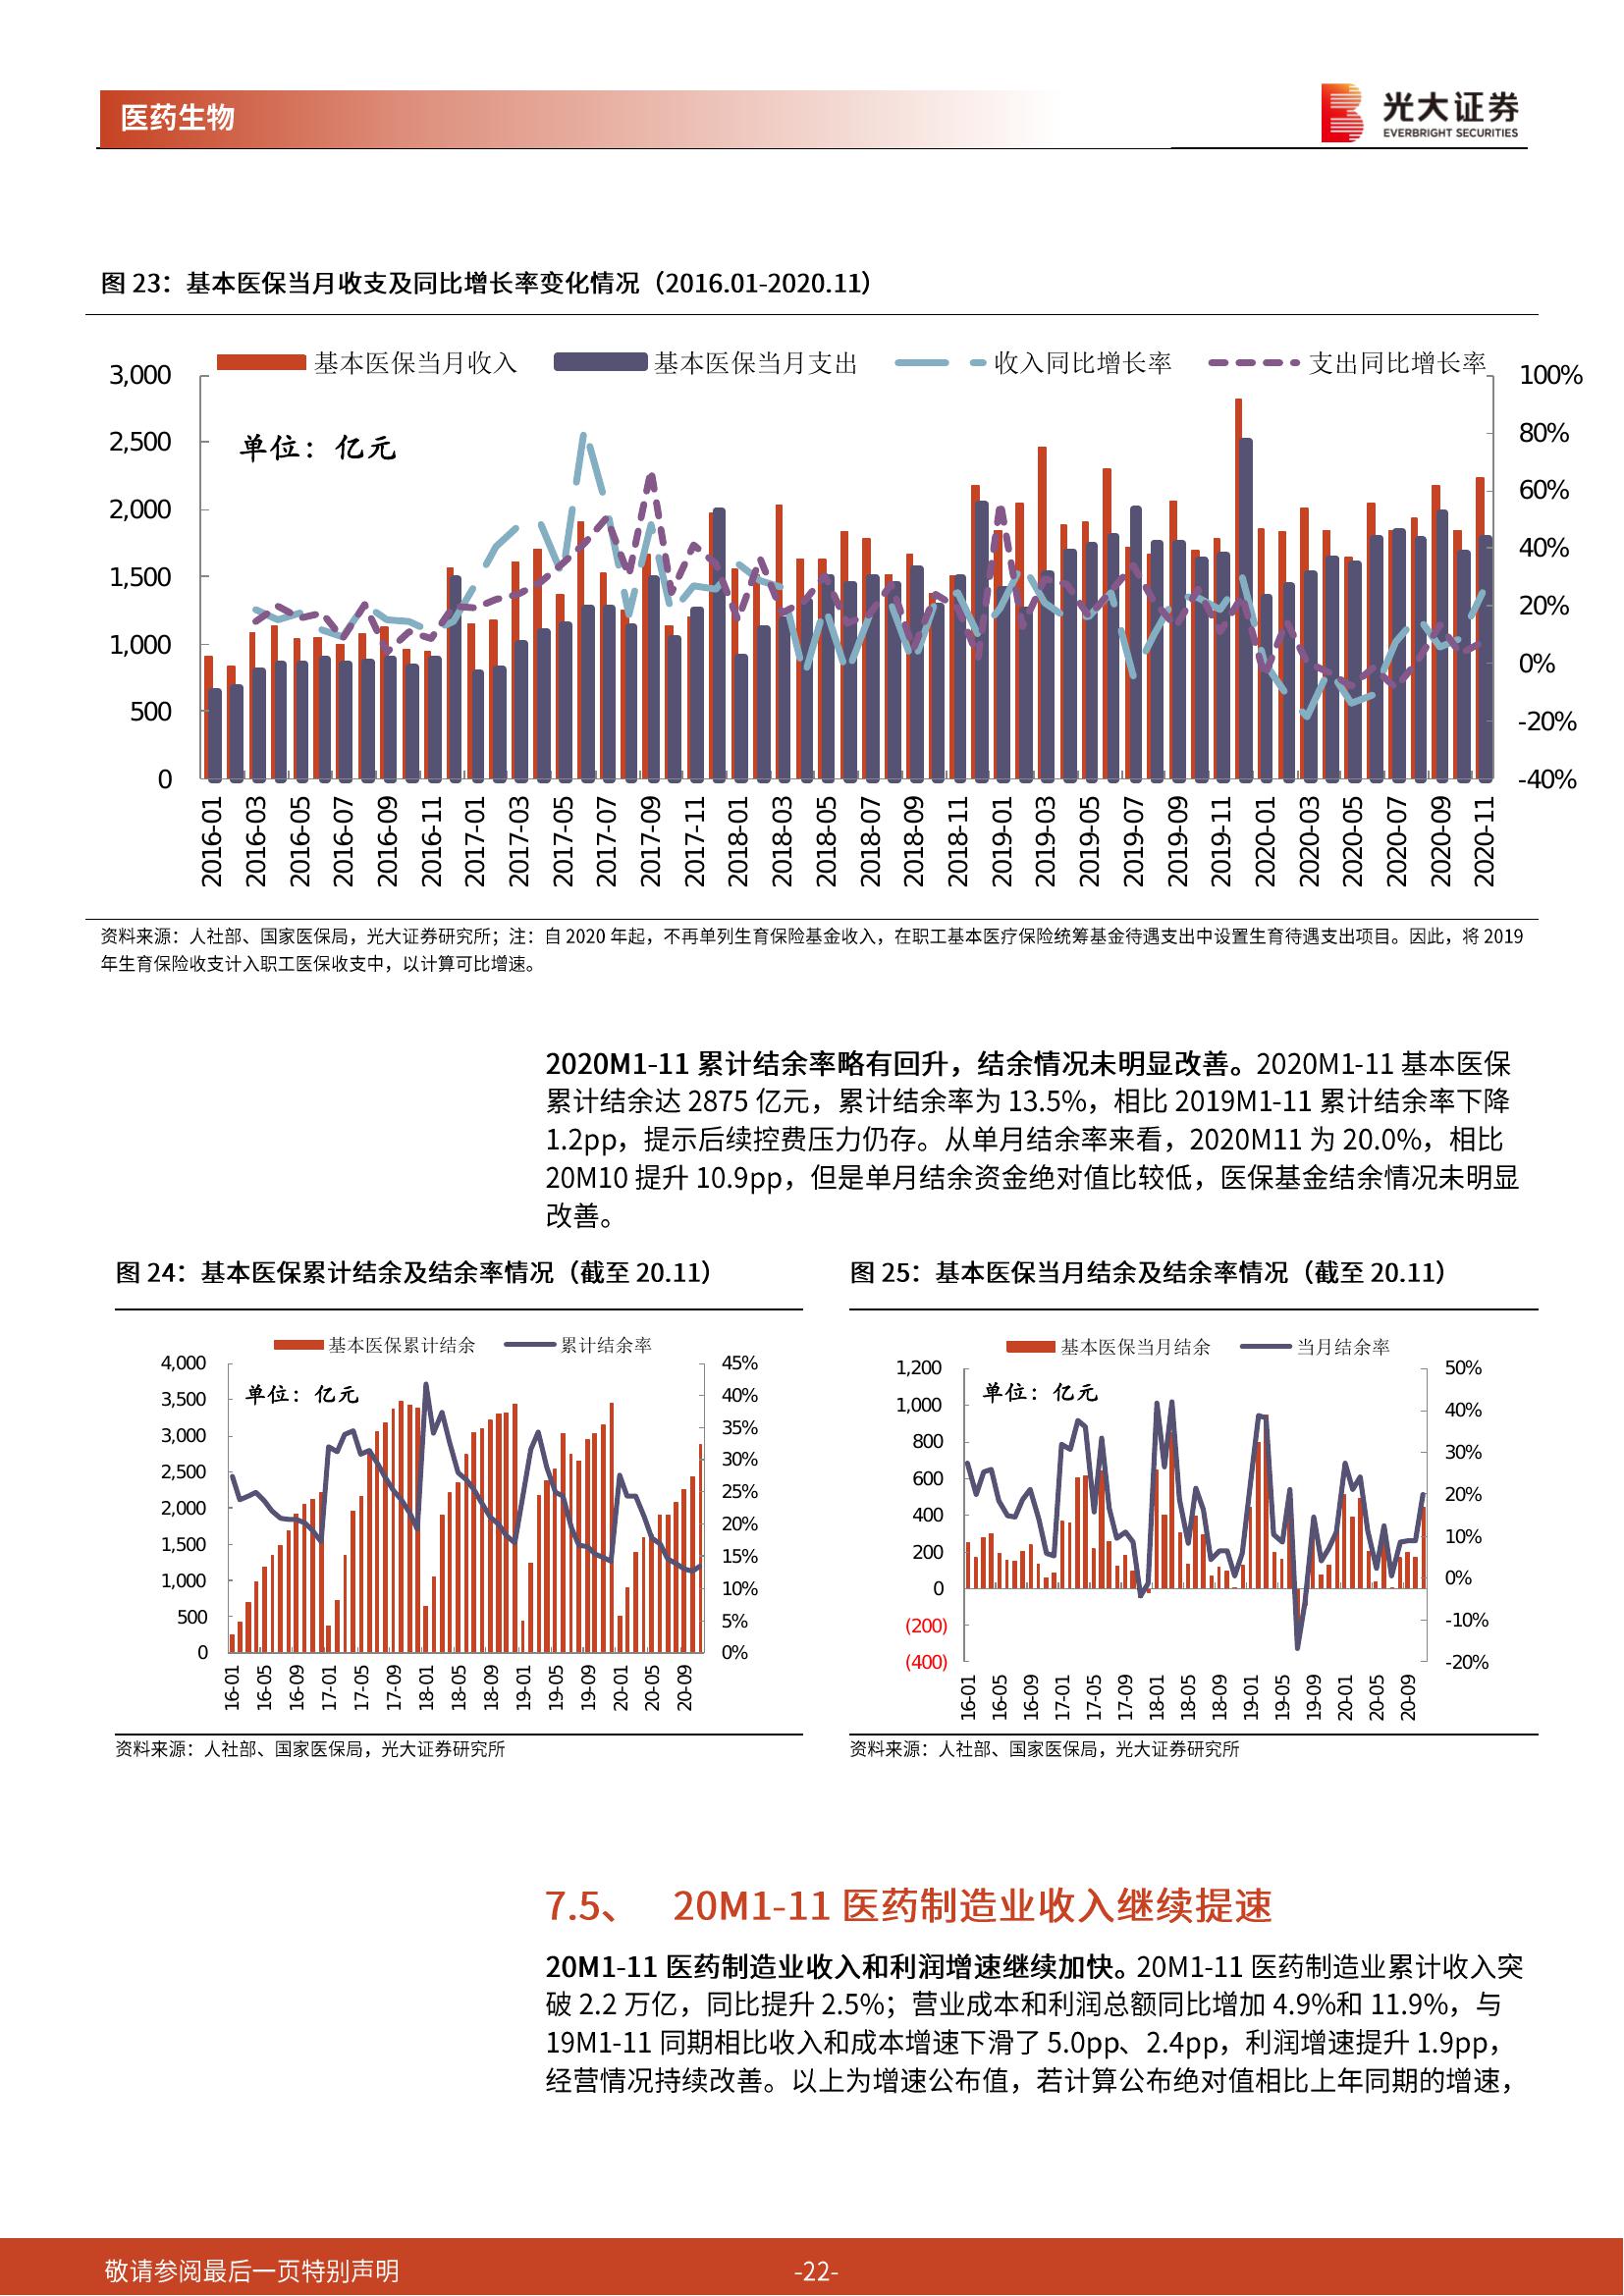 医药生物
光大证券
EVERBRIGHT SECURITIES
图 23：基本医保当月收支及同比增长率变化情况（2016.01-2020.11）
基本医保当月收入 基本医保当月支出 收入同比增长率 支出同比增长率
单位：亿元
3,000
2,500
2,000
1,500
1,000
500
0
100%
80%
60%
40%
20%
0%
-20%
-40%
2016-01 2016-03 2016-05 2016-07 2016-09 2016-11 2017-01 2017-03 2017-05 2017-07 2017-09 2017-11 2018-01 2018-03 2018-05 2018-07 2018-09 2018-11 2019-01 2019-03 2019-05 2019-07 2019-09 2019-11 2020-01 2020-03 2020-05 2020-07 2020-09 2020-11
资料来源：人社部、国家医保局，光大证券研究所；注：自 2020 年起，不再单列生育保险基金收入，在职工基本医疗保险统筹基金待遇支出中设置生育待遇支出项目。因此，将 2019
年生育保险收支计入职工医保收支中，以计算可比增速。
2020M1-11 累计结余率略有回升，结余情况未明显改善。2020M1-11 基本医保
累计结余达 2875 亿元，累计结余率为 13.5%，相比 2019M1-11 累计结余率下降
1.2pp，提示后续控费压力仍存。从单月结余率来看，2020M11 为 20.0%，相比
20M10 提升 10.9pp，但是单月结余资金绝对值比较低，医保基金结余情况未明显
改善。
图 24：基本医保累计结余及结余率情况（截至 20.11）
基本医保累计结余 累计结余率
单位：亿元
4,000
3,500
3,000
2,500
2,000
1,500
1,000
500
0
45%
40%
35%
30%
25%
20%
15%
10%
5%
0%
16-01 16-05 16-09 17-01 17-05 17-09 18-01 18-05 18-09 19-01 19-05 19-09 20-01 20-05 20-09
资料来源：人社部、国家医保局，光大证券研究所
图 25：基本医保当月结余及结余率情况（截至 20.11）
基本医保当月结余 当月结余率
单位：亿元
1,200
1,000
800
600
400
200
0
(200)
(400)
50%
40%
30%
20%
10%
0%
-10%
-20%
16-01 16-05 16-09 17-01 17-05 17-09 18-01 18-05 18-09 19-01 19-05 19-09 20-01 20-05 20-09
资料来源：人社部、国家医保局，光大证券研究所
7.5、 20M1-11 医药制造业收入继续提速
20M1-11 医药制造业收入和利润增速继续加快。20M1-11 医药制造业累计收入突
破 2.2 万亿，同比提升 2.5%；营业成本和利润总额同比增加 4.9%和 11.9%，与
19M1-11 同期相比收入和成本增速下滑了 5.0pp、2.4pp，利润增速提升 1.9pp，
经营情况持续改善。以上为增速公布值，若计算公布绝对值相比上年同期的增速，
敬请参阅最后一页特别声明
-22-